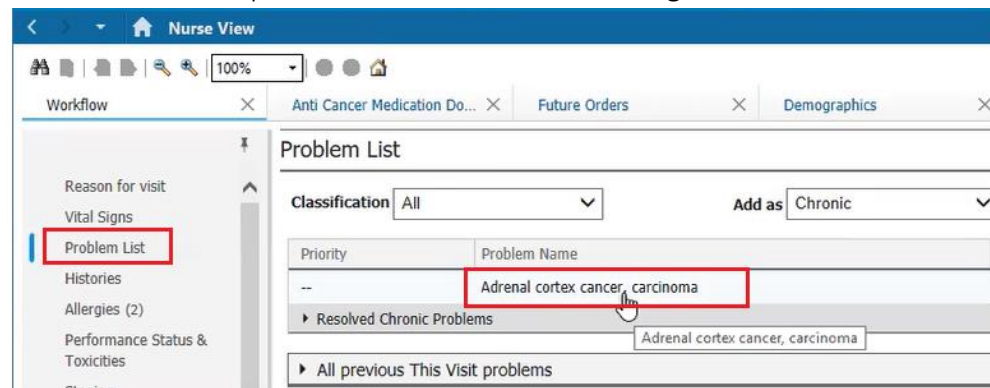 Nurse View
100%
Workflow
Anti Cancer Medication Do...
Future Orders
Demographics
Problem List
Reason for visit
Classification All
Add as Chronic
Vital Signs
Problem List
Priority
Problem Name
Histories
--
Adrenal cortex cancer, carcinoma
Allergies (2)
Resolved Chronic Problems
Performance Status &
Toxicities
Adrenal cortex cancer, carcinoma
All previous This Visit problems